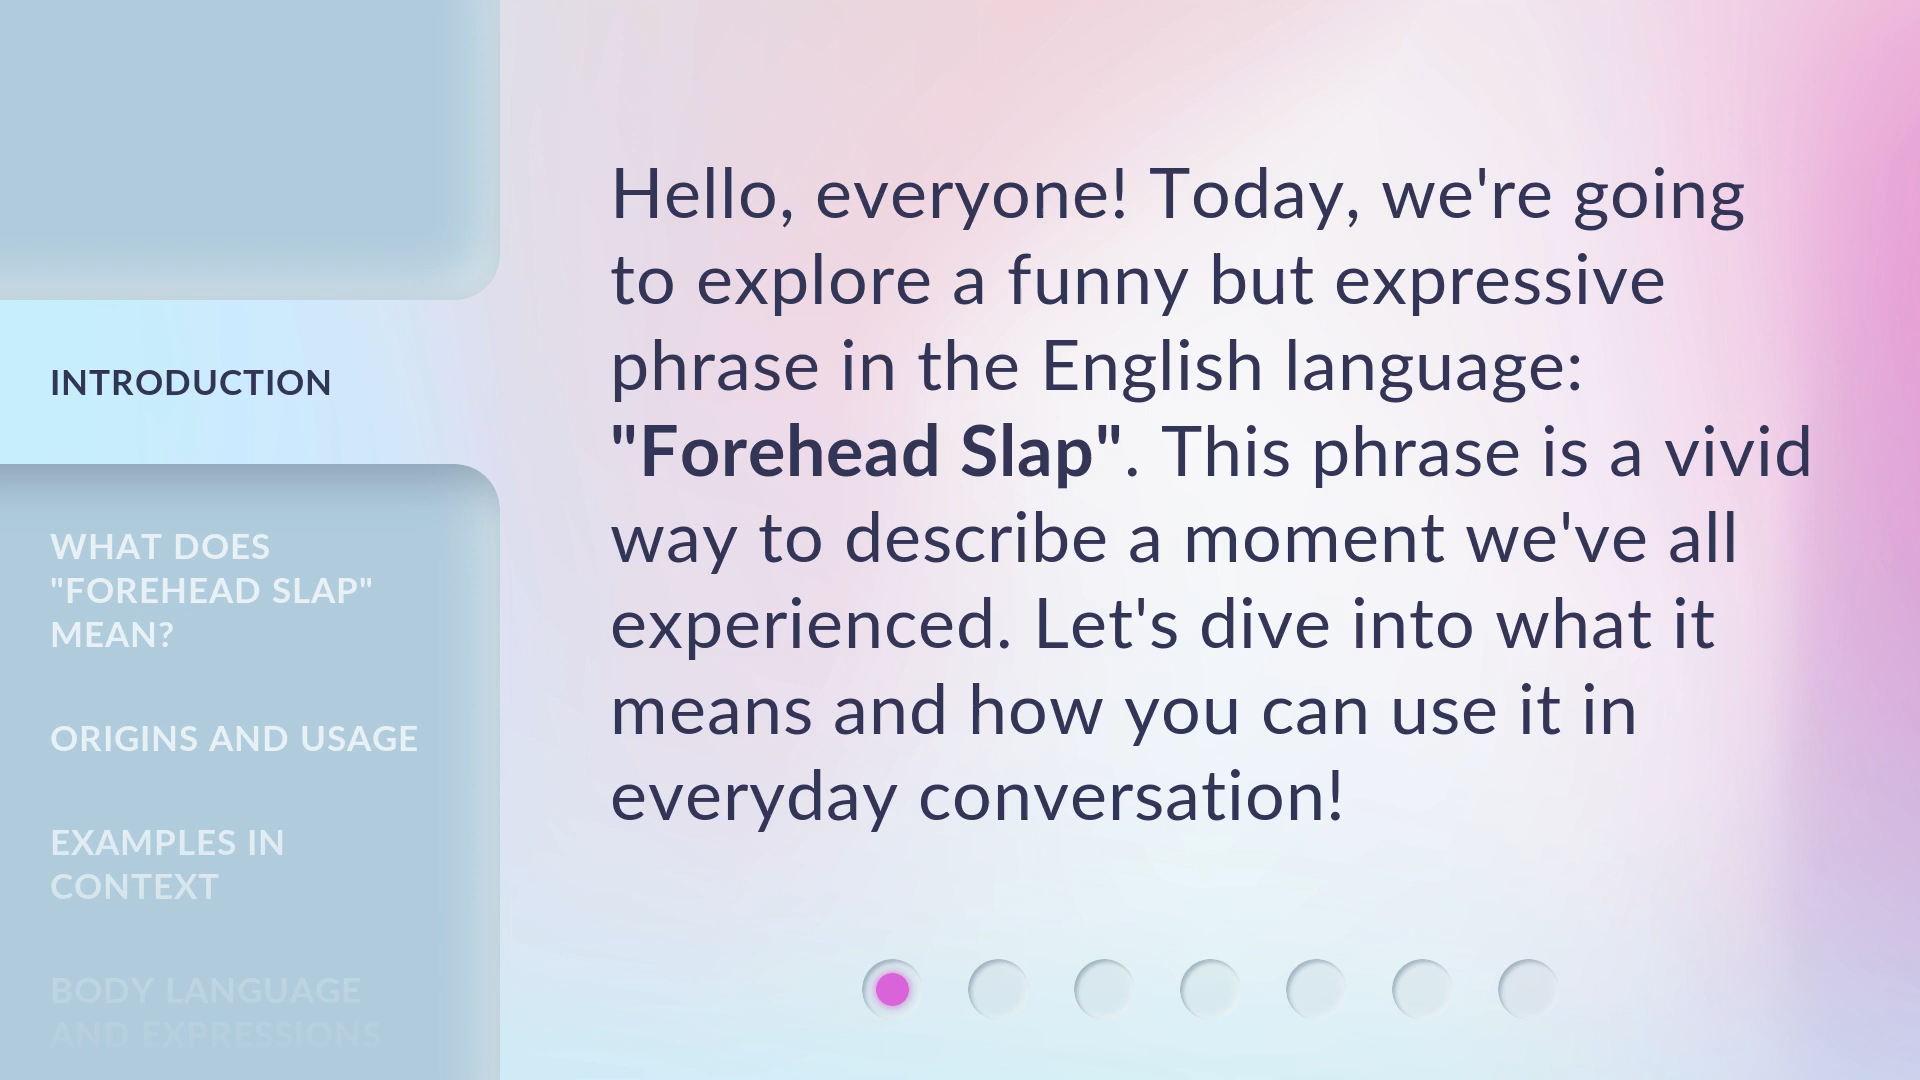 INTRODUCTION
WHAT DOES
"FOREHEAD SLAP"
MEAN?
ORIGINS AND USAGE
EXAMPLES IN
CONTEXT
BODY LANGUAGE
AND EXPRESSIONS
Hello, everyone! Today, we're going
to explore a funny but expressive
phrase in the English language:
"Forehead Slap". This phrase is a vivid
way to describe a moment we've all
experienced. Let's dive into what it
means and how you can use it in
everyday conversation!